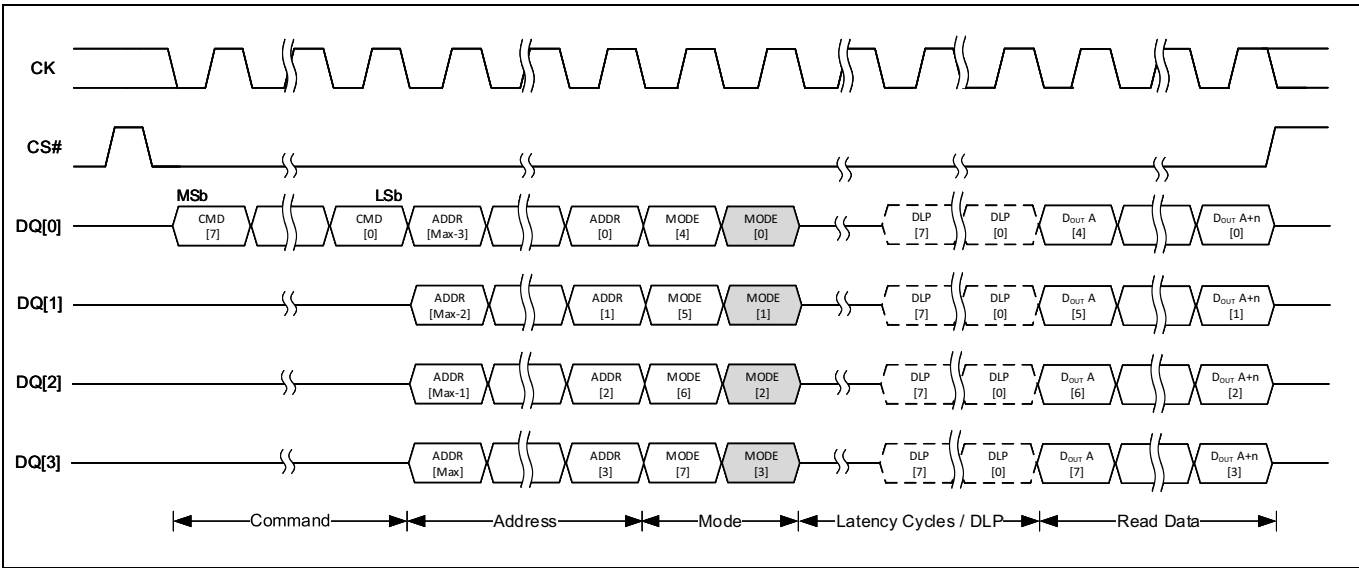 CK
CS#
MSb LSb
DQ[0] CMD [7] CMD [0] ADDR [Max-3] ADDR [0] MODE [4] MODE [0] DLP [7] DLP [0] DOUT A [4] DOUT A+n [0]
DQ[1] ADDR [Max-2] ADDR [1] MODE [5] MODE [1] DLP [7] DLP [0] DOUT A [5] DOUT A+n [1]
DQ[2] ADDR [Max-1] ADDR [2] MODE [6] MODE [2] DLP [7] DLP [0] DOUT A [6] DOUT A+n [2]
DQ[3] ADDR [Max] ADDR [3] MODE [7] MODE [3] DLP [7] DLP [0] DOUT A [7] DOUT A+n [3]
Command Address Mode Latency Cycles / DLP Read Data